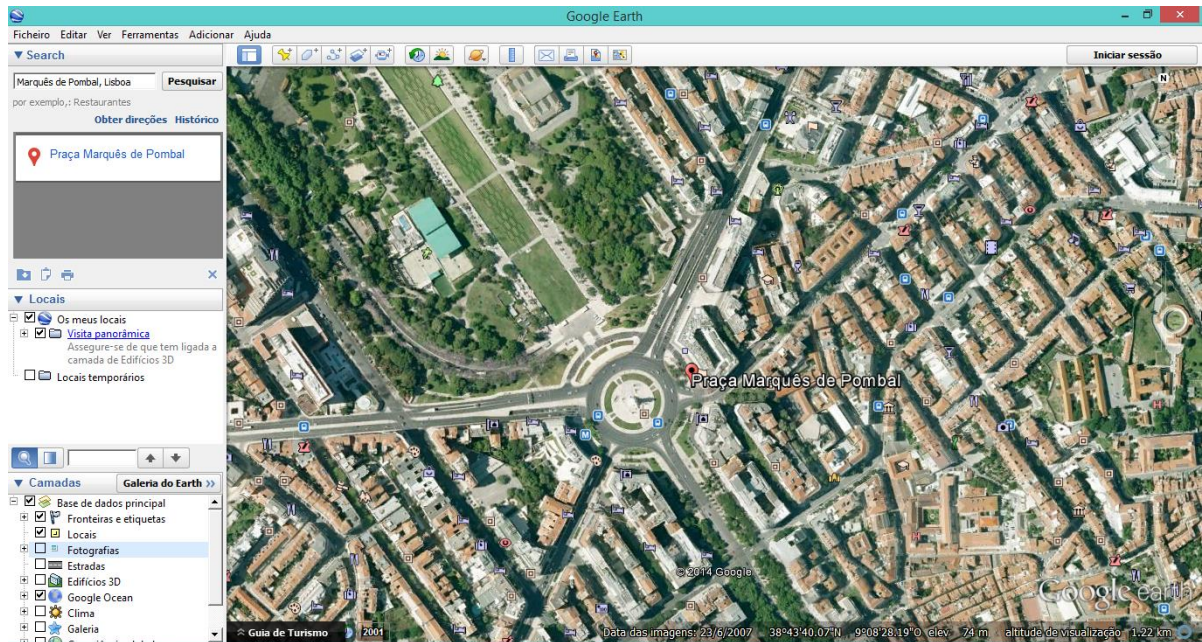 Google Earth
Ficheiro Editar Ver Ferramentas Adicionar Ajuda
Search
Iniciar sessão
Marquês de Pombal, Lisboa
Pesquisar
por exemplo,: Restaurantes
Obter direções Histórico
Praça Marquês de Pombal
Locais
Os meus locais
Visita panorâmica
Assegure-se de que tem ligada a
camada de Edifícios 3D
Locais temporários
Camadas
Galeria do Earth >>
Base de dados principal
Fronteiras e etiquetas
Locais
Fotografias
Estradas
Edifícios 3D
Google Ocean
Clima
Galeria
N
Praça Marquês de Pombal
© 2014 Google
Google earth
Guia de Turismo
2001
Data das imagens: 23/6/2007 38°43'40.07"N 9°08'28.19"O elev 74 m altitude de visualização 1.22 km